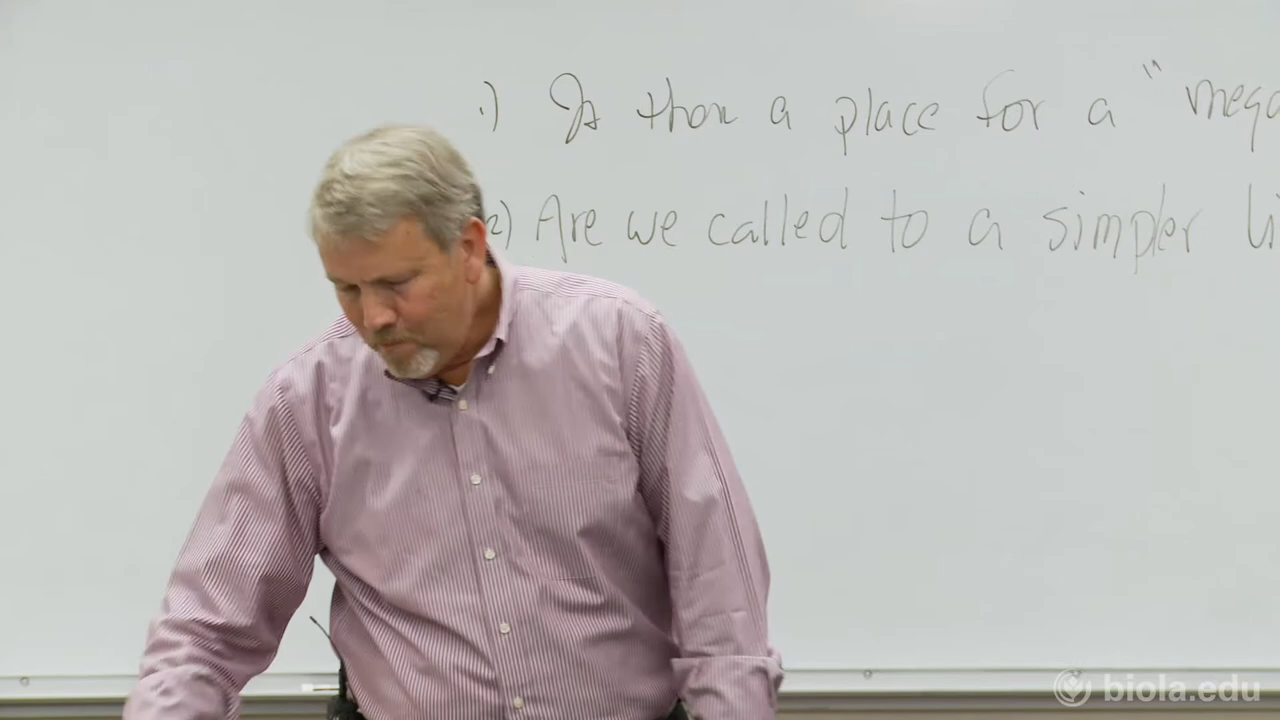 1) Is there a place for a "mega
2) Are we called to a simpler li
biola.edu